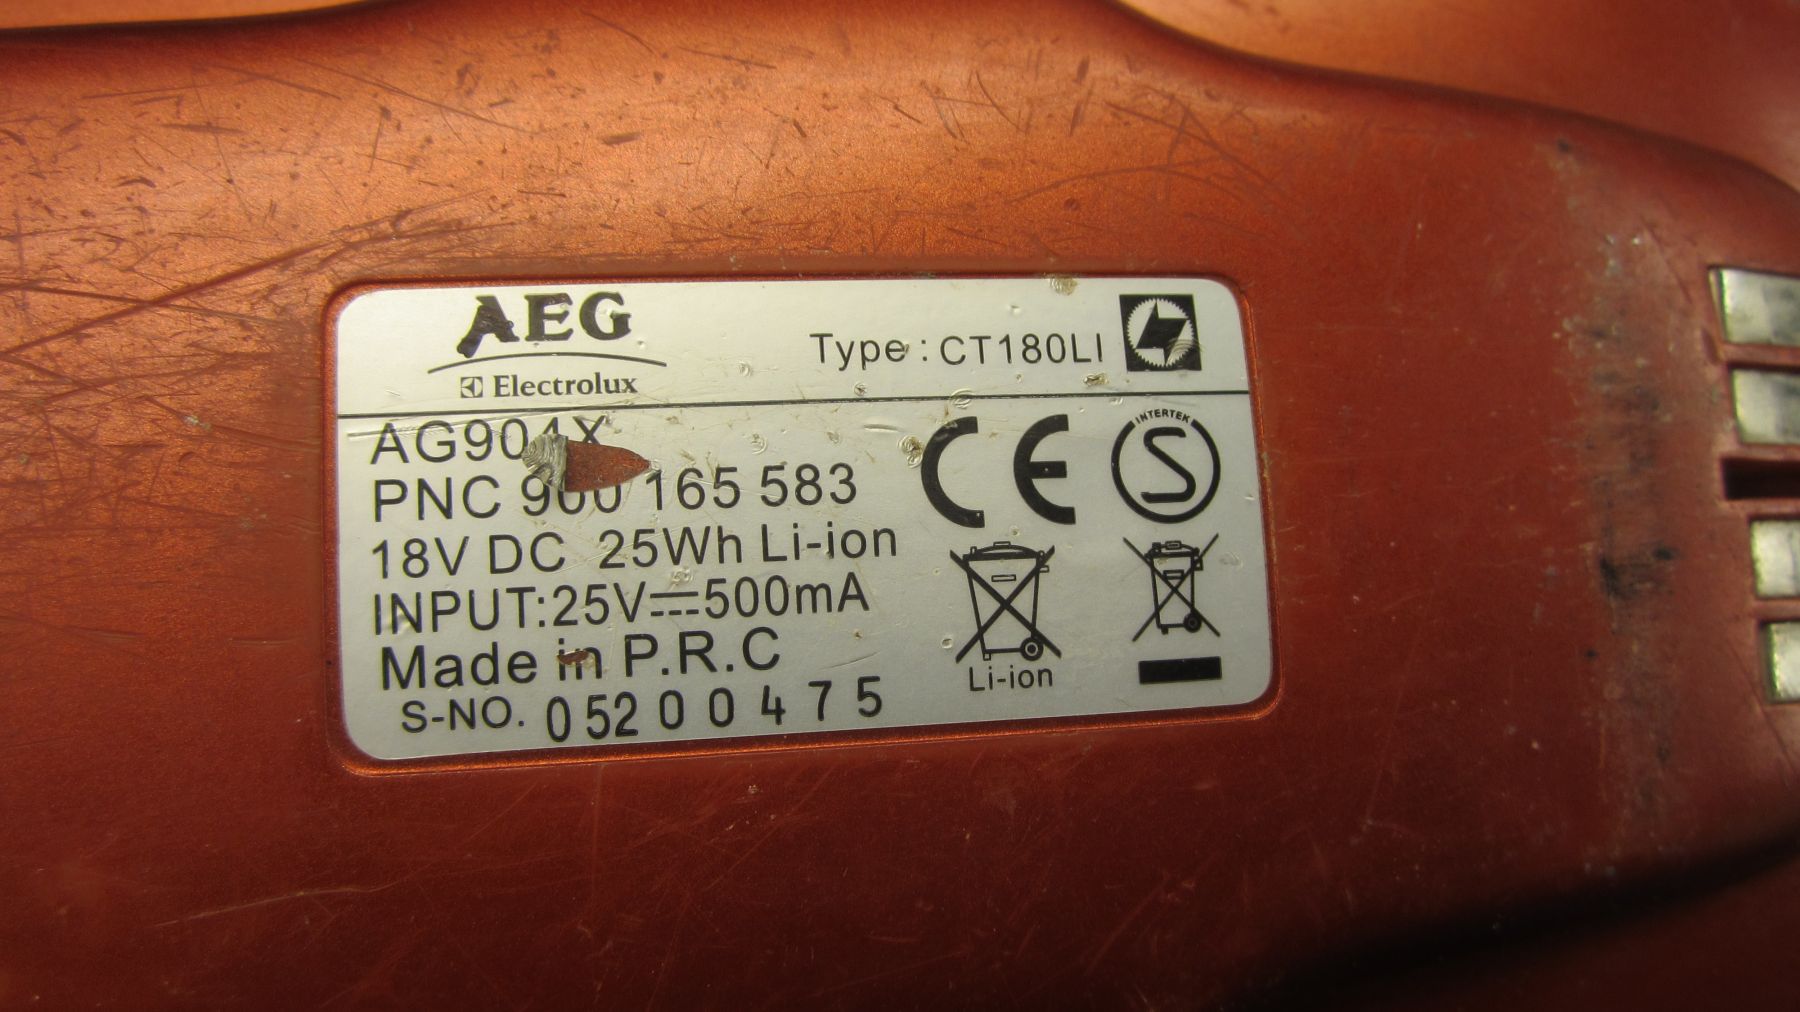 AEG
Electrolux
Type : CT180LI
AG904X
INTERTEK
S
CE
PNC 900 165 583
18V DC 25Wh Li-ion
INPUT:25V⎓500mA
Made in P.R.C
Li-ion
S-NO. 05200475